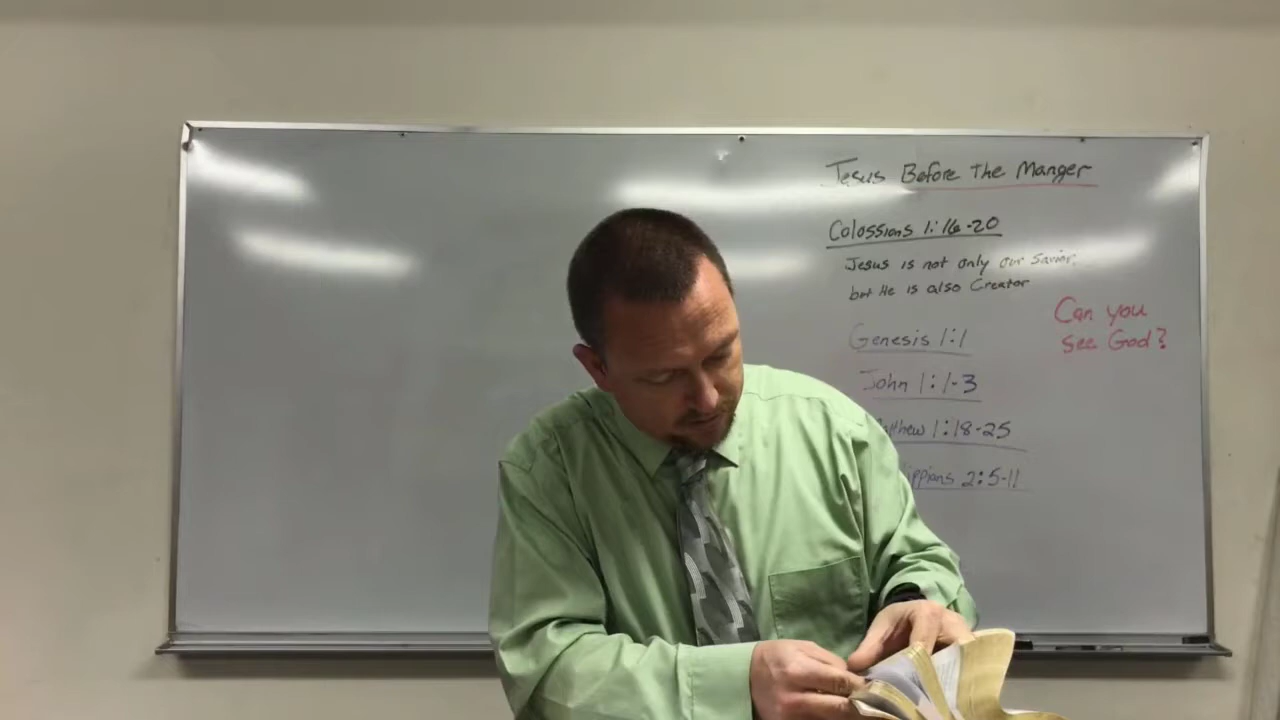 Jesus Before The Manger
Colossians 1:16-20
Jesus is not only our Savior,
but He is also Creator
Can you
see God?
Genesis 1:1
John 1:1-3
1:18-25
2:5-11